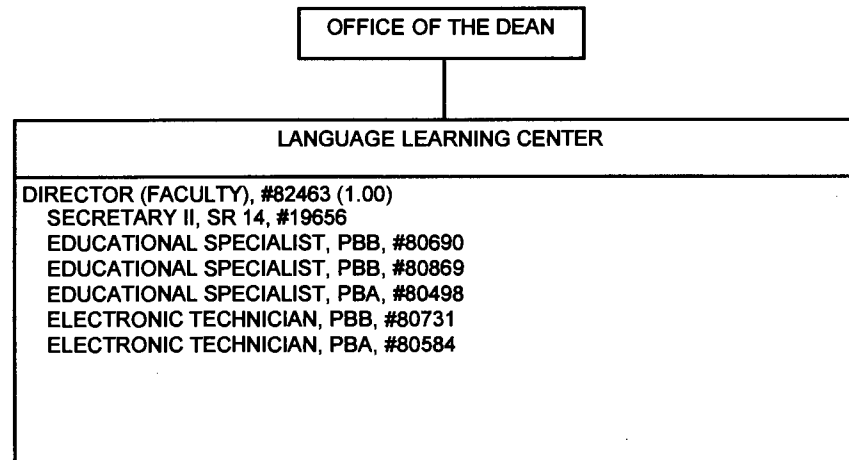 OFFICE OF THE DEAN
LANGUAGE LEARNING CENTER
DIRECTOR (FACULTY), #82463 (1.00)
SECRETARY II, SR 14, #19656
EDUCATIONAL SPECIALIST, PBB, #80690
EDUCATIONAL SPECIALIST, PBB, #80869
EDUCATIONAL SPECIALIST, PBA, #80498
ELECTRONIC TECHNICIAN, PBB, #80731
ELECTRONIC TECHNICIAN, PBA, #80584